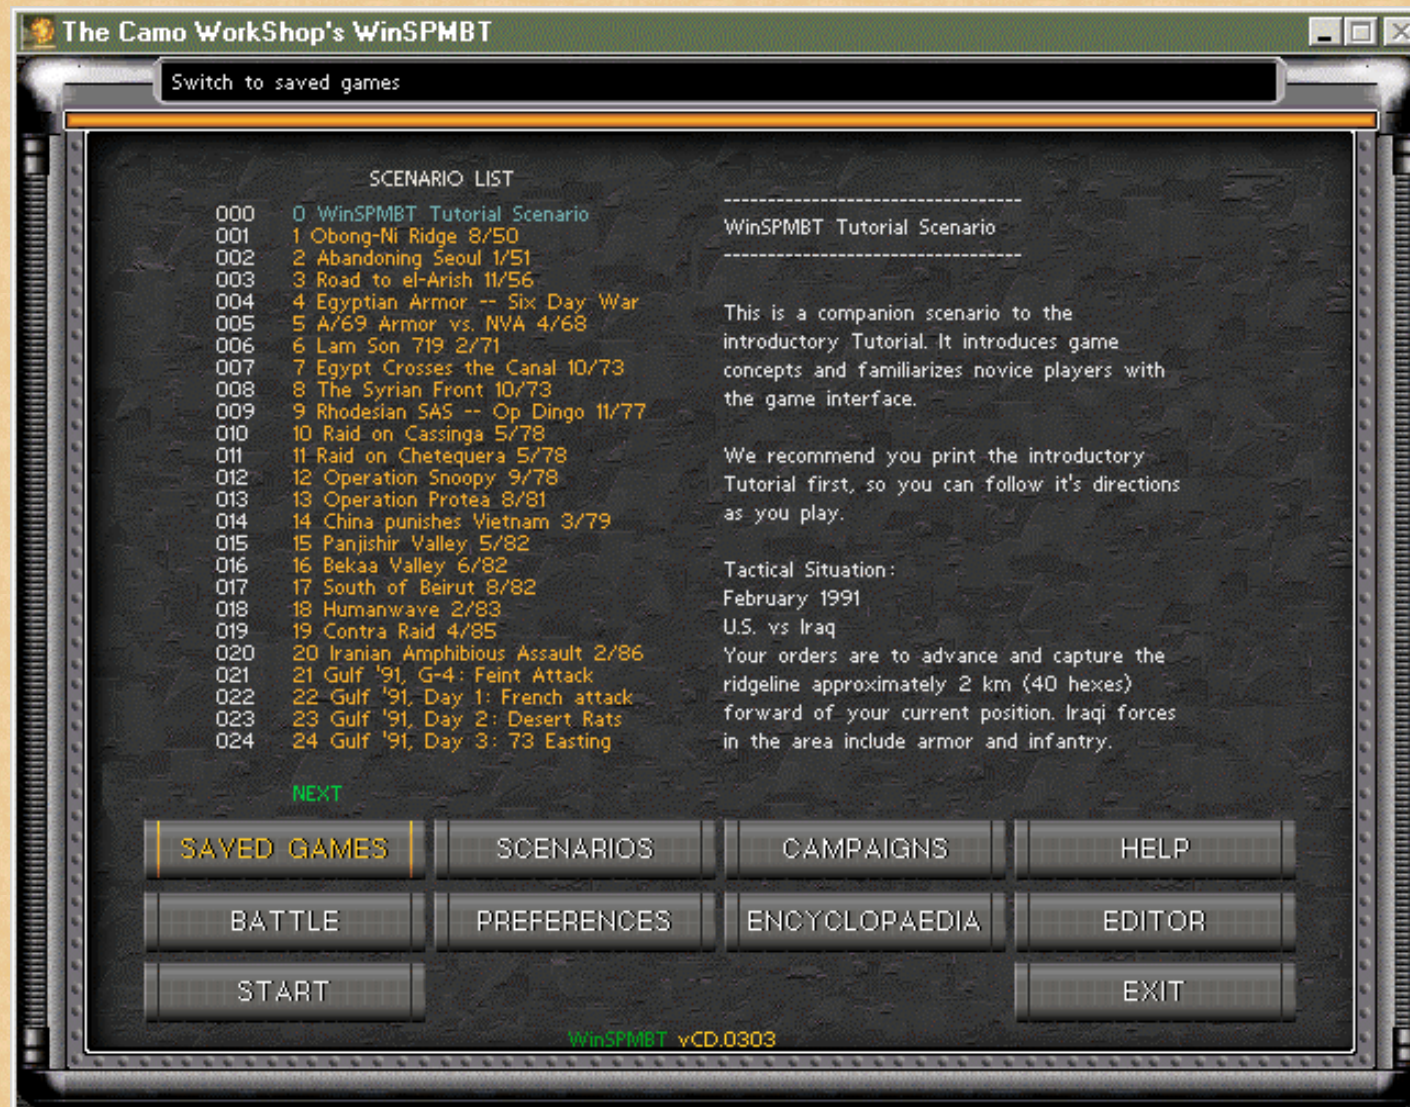 The Camo WorkShop's WinSPMBT
Switch to saved games
SCENARIO LIST
000 0 WinSPMBT Tutorial Scenario
001 1 Obong-Ni Ridge 8/50
002 2 Abandoning Seoul 1/51
003 3 Road to el-Arish 11/56
004 4 Egyptian Armor -- Six Day War
005 5 A/69 Armor vs. NVA 4/68
006 6 Lam Son 719 2/71
007 7 Egypt Crosses the Canal 10/73
008 8 The Syrian Front 10/73
009 9 Rhodesian SAS -- Op Dingo 11/77
010 10 Raid on Cassinga 5/78
011 11 Raid on Chetequera 5/78
012 12 Operation Snoopy 9/78
013 13 Operation Protea 8/81
014 14 China punishes Vietnam 3/79
015 15 Panjishir Valley 5/82
016 16 Bekaa Valley 6/82
017 17 South of Beirut 8/82
018 18 Humanwave 2/83
019 19 Contra Raid 4/85
020 20 Iranian Amphibious Assault 2/86
021 21 Gulf '91, G-4: Feint Attack
022 22 Gulf '91, Day 1: French attack
023 23 Gulf '91, Day 2: Desert Rats
024 24 Gulf '91, Day 3: 73 Easting
NEXT
---------------------------------
WinSPMBT Tutorial Scenario
---------------------------------
This is a companion scenario to the
introductory Tutorial. It introduces game
concepts and familiarizes novice players with
the game interface.
We recommend you print the introductory
Tutorial first, so you can follow it's directions
as you play.
Tactical Situation:
February 1991
U.S. vs Iraq
Your orders are to advance and capture the
ridgeline approximately 2 km (40 hexes)
forward of your current position. Iraqi forces
in the area include armor and infantry.
SAVED GAMES SCENARIOS CAMPAIGNS HELP
BATTLE PREFERENCES ENCYCLOPAEDIA EDITOR
START EXIT
WinSPMBT vCD.0303